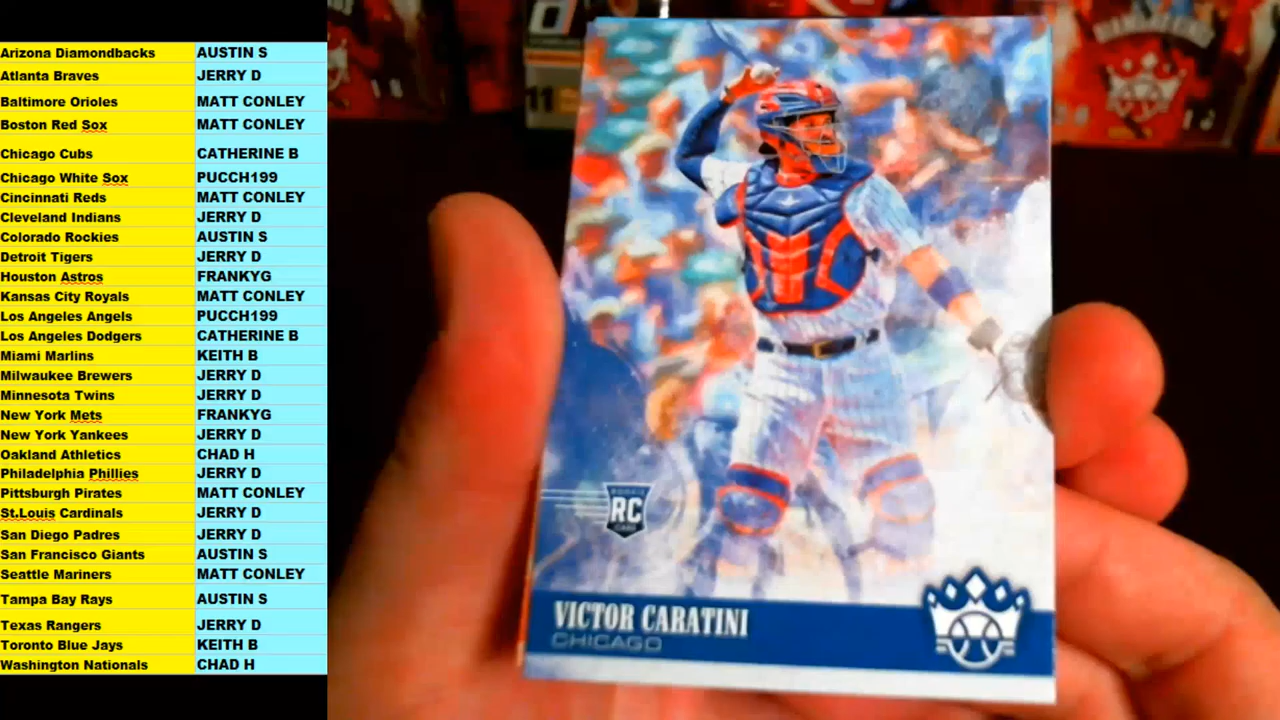 Arizona Diamondbacks AUSTIN S
Atlanta Braves JERRY D
Baltimore Orioles MATT CONLEY
Boston Red Sox MATT CONLEY
Chicago Cubs CATHERINE B
Chicago White Sox PUCCH199
Cincinnati Reds MATT CONLEY
Cleveland Indians JERRY D
Colorado Rockies AUSTIN S
Detroit Tigers JERRY D
Houston Astros FRANKYG
Kansas City Royals MATT CONLEY
Los Angeles Angels PUCCH199
Los Angeles Dodgers CATHERINE B
Miami Marlins KEITH B
Milwaukee Brewers JERRY D
Minnesota Twins JERRY D
New York Mets FRANKYG
New York Yankees JERRY D
Oakland Athletics CHAD H
Philadelphia Phillies JERRY D
Pittsburgh Pirates MATT CONLEY
St.Louis Cardinals JERRY D
San Diego Padres JERRY D
San Francisco Giants AUSTIN S
Seattle Mariners MATT CONLEY
Tampa Bay Rays AUSTIN S
Texas Rangers JERRY D
Toronto Blue Jays KEITH B
Washington Nationals CHAD H
ROOKIE
RC
CARD
VICTOR CARATINI
CHICAGO